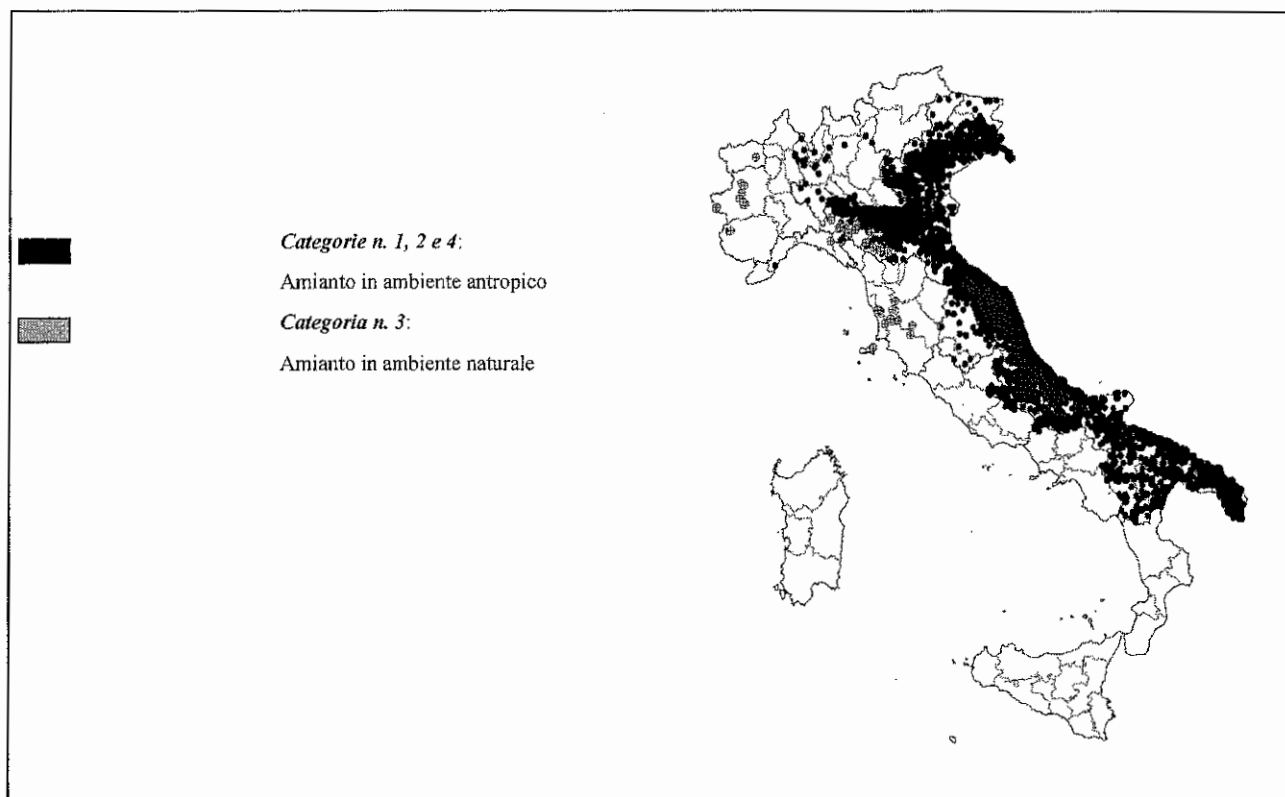 Categorie n. 1, 2 e 4:
Amianto in ambiente antropico
Categoria n. 3:
Amianto in ambiente naturale